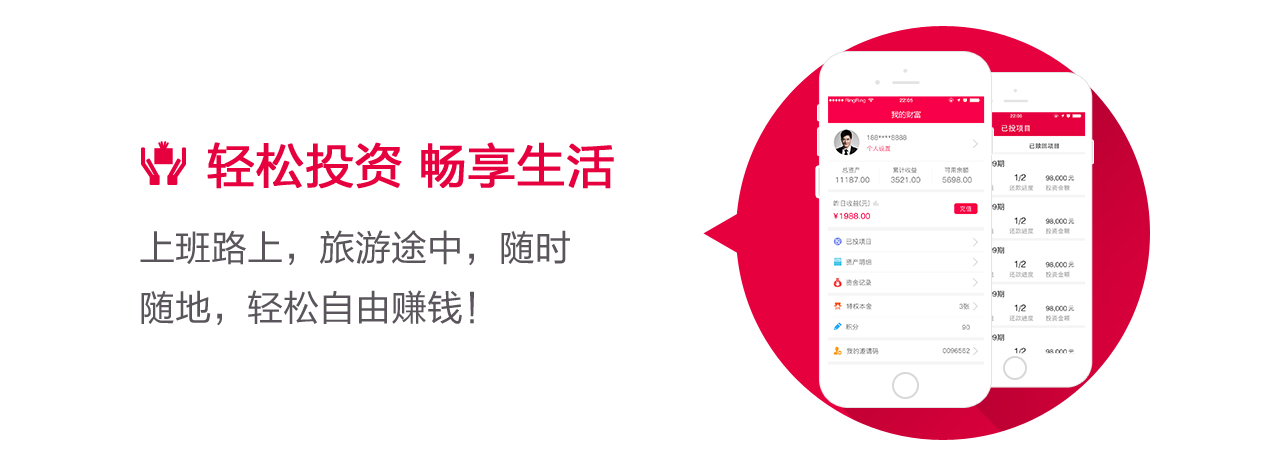 轻松投资 畅享生活
上班路上，旅游途中，随时
随地，轻松自由赚钱！
RingRing 22:05
我的财富
188****8888
个人设置
总资产 累计收益 可用余额
11187.00 3521.00 5698.00
昨日收益(元)
¥1988.00
充值
已投项目
资产明细
资金记录
特权本金 3张
积分 90
我的邀请码 0096562
已投项目
已赎回项目
9期
1/2 98,000元
还款进度 投资金额
9期
1/2 98,000元
还款进度 投资金额
9期
1/2 98,000元
还款进度 投资金额
9期
1/2 98,000元
还款进度 投资金额
9期
1/2 98,000元